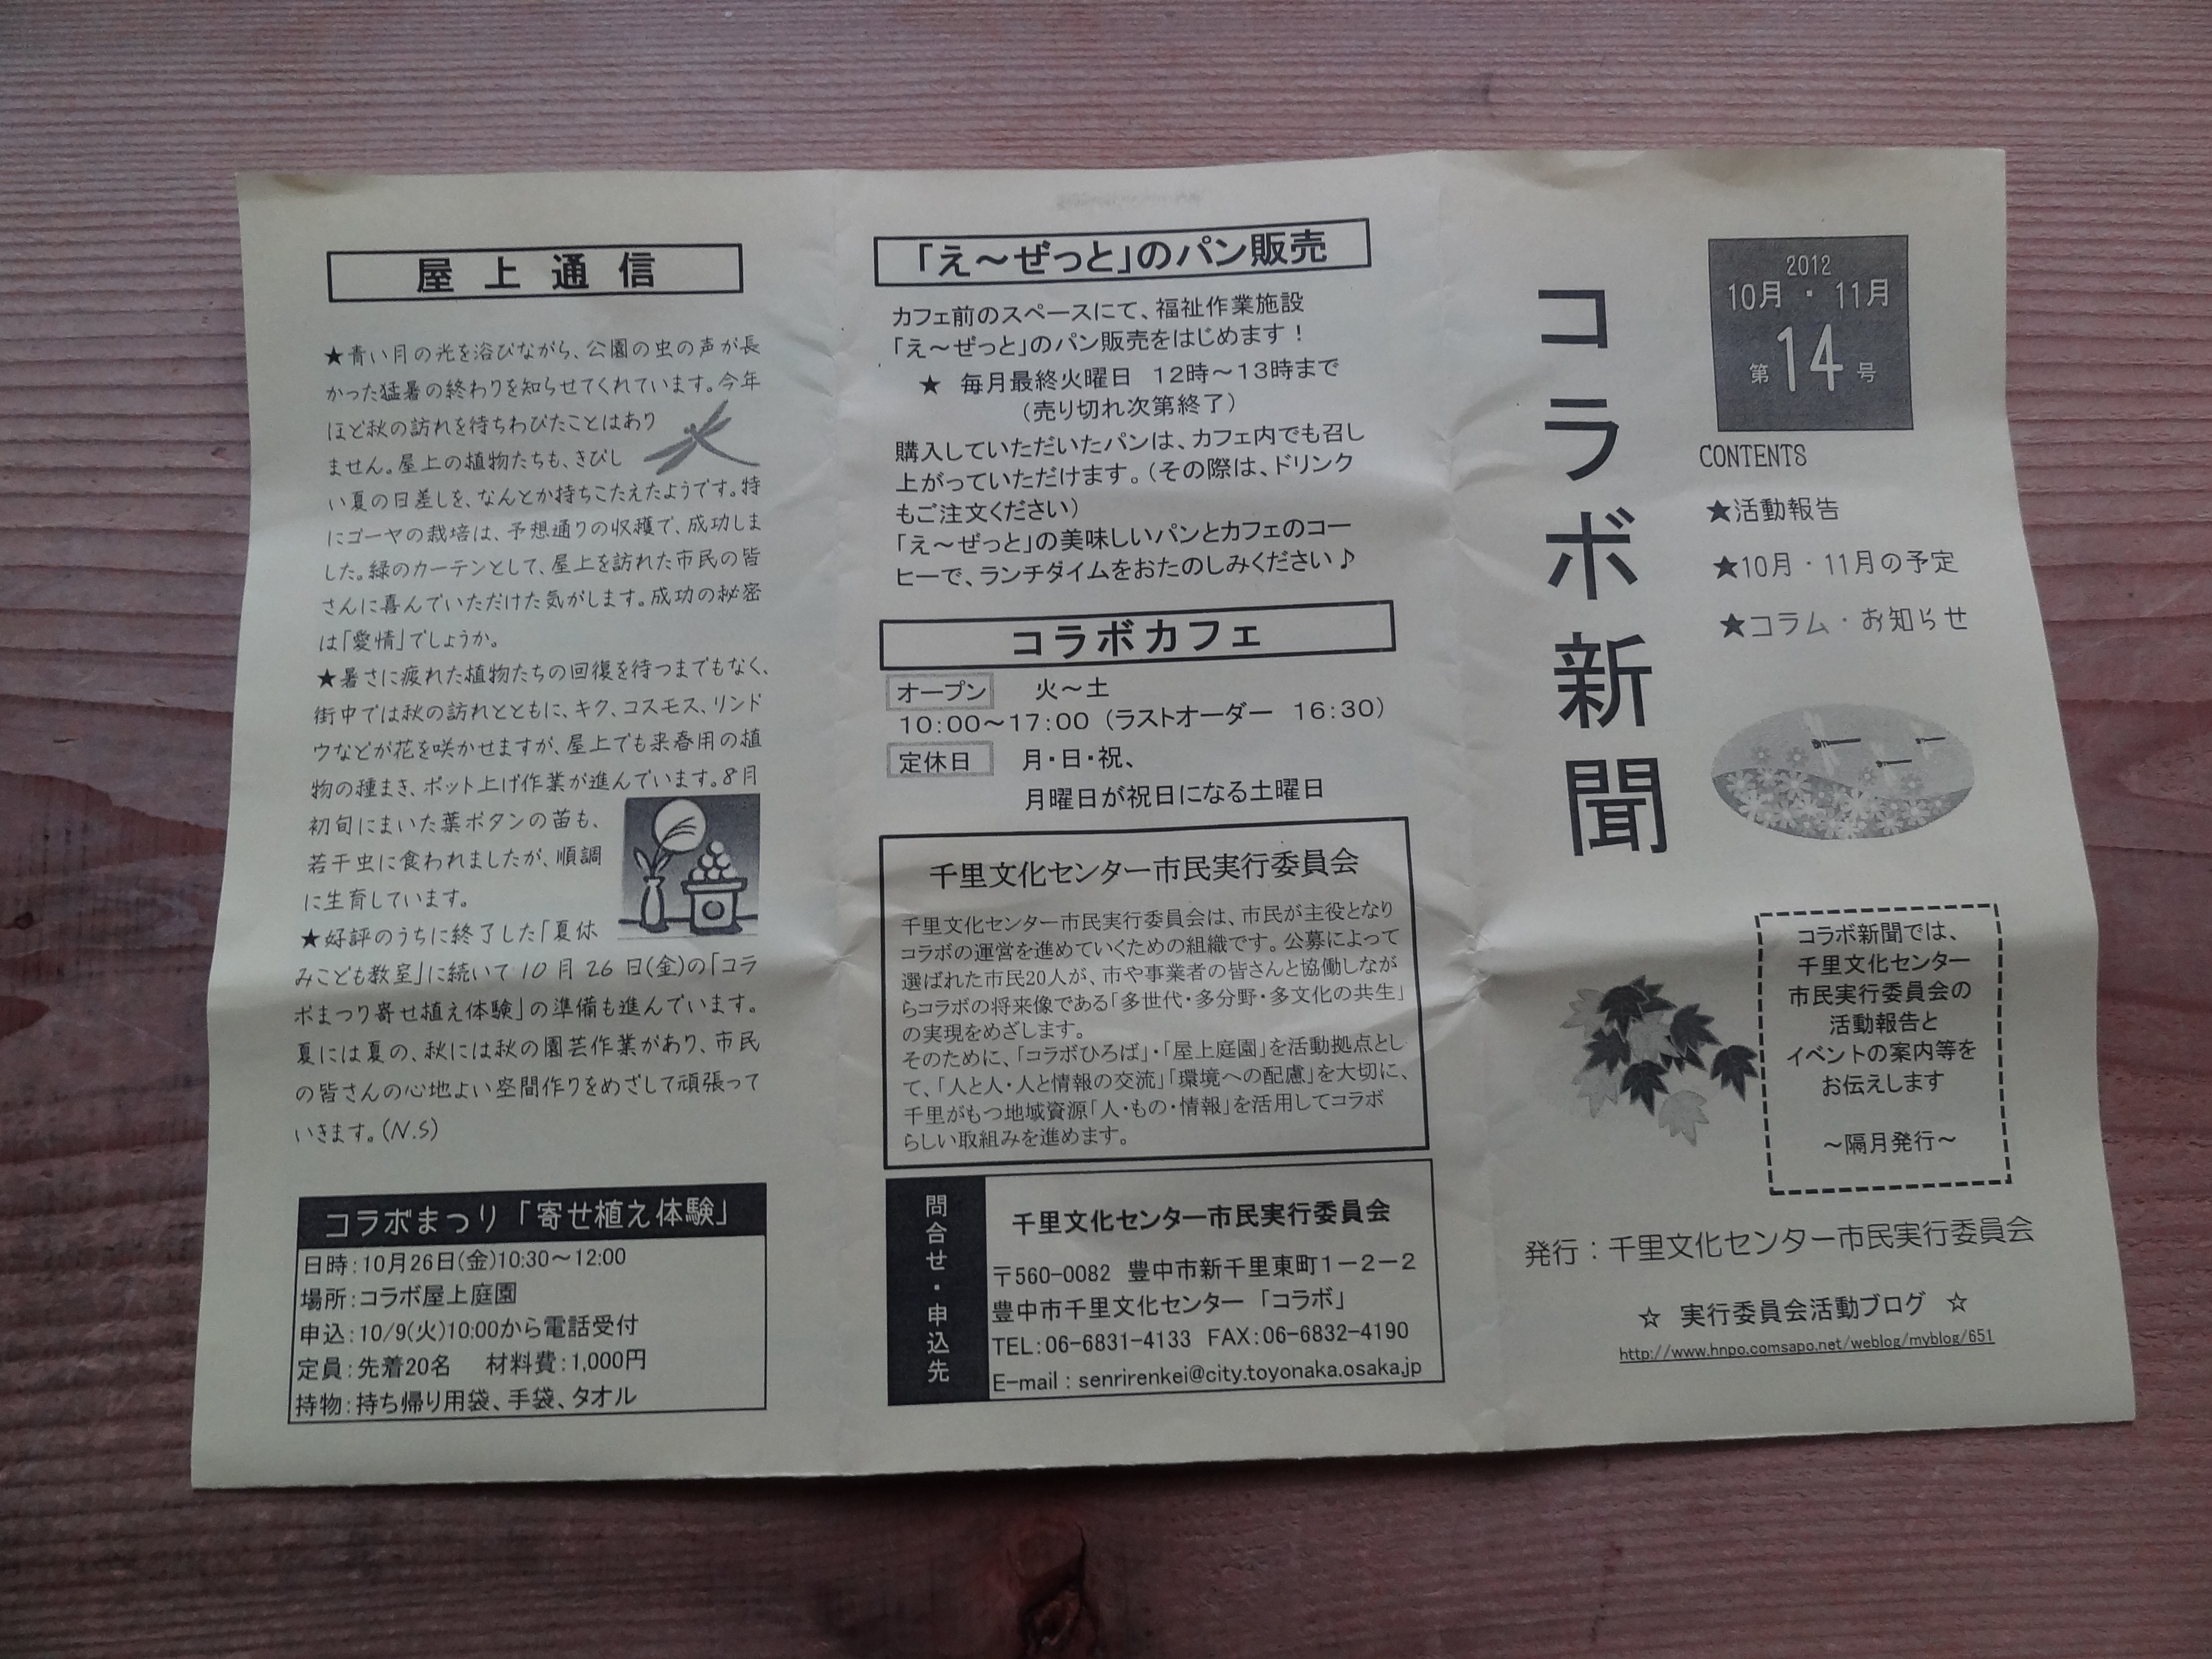 屋上通信
★青い月の光を浴びながら、公園の虫の声が長
かった猛暑の終わりを知らせてくれています。今年
ほど秋の訪れを待ちわびたことはあり
ません。屋上の植物たちも、きびし
い夏の日差しを、なんとか持ちこたえたようです。特
にゴーヤの栽培は、予想通りの収穫で、成功しま
した。緑のカーテンとして、屋上を訪れた市民の皆
さんに喜んでいただけた気がします。成功の秘密
は「愛情」でしょうか。
★暑さに疲れた植物たちの回復を待つまでもなく、
街中では秋の訪れとともに、キク、コスモス、リンド
ウなどが花を咲かせますが、屋上でも来春用の植
物の種まき、ポット上げ作業が進んでいます。8月
初旬にまいた葉ボタンの苗も、
若干虫に食われましたが、順調
に生育しています。
★好評のうちに終了した「夏休
みこども教室」に続いて10月26日(金)の「コラ
ボまつり寄せ植え体験」の準備も進んでいます。
夏には夏の、秋には秋の園芸作業があり、市民
の皆さんの心地よい空間作りをめざして頑張って
いきます。(N.S)
コラボまつり「寄せ植え体験」
日時：10月26日(金)10:30～12:00
場所：コラボ屋上庭園
申込：10/9(火)10:00から電話受付
定員：先着20名　材料費：1,000円
持物：持ち帰り用袋、手袋、タオル
「え～ぜっと」のパン販売
カフェ前のスペースにて、福祉作業施設
「え～ぜっと」のパン販売をはじめます！
★　毎月最終火曜日　12時～13時まで
（売り切れ次第終了）
購入していただいたパンは、カフェ内でも召し
上がっていただけます。（その際は、ドリンク
もご注文ください）
「え～ぜっと」の美味しいパンとカフェのコー
ヒーで、ランチタイムをおたのしみください♪
コラボカフェ
オープン　火～土
10：00～17：00（ラストオーダー　16：30）
定休日　月・日・祝、
月曜日が祝日になる土曜日
千里文化センター市民実行委員会
千里文化センター市民実行委員会は、市民が主役となり
コラボの運営を進めていくための組織です。公募によって
選ばれた市民20人が、市や事業者の皆さんと協働しなが
らコラボの将来像である「多世代・多分野・多文化の共生」
の実現をめざします。
そのために、「コラボひろば」・「屋上庭園」を活動拠点とし
て、「人と人・人と情報の交流」「環境への配慮」を大切に、
千里がもつ地域資源「人・もの・情報」を活用してコラボ
らしい取組みを進めます。
問合せ・申込先
千里文化センター市民実行委員会
〒560-0082　豊中市新千里東町1－2－2
豊中市千里文化センター「コラボ」
TEL：06-6831-4133　FAX：06-6832-4190
E-mail：senrirenkei@city.toyonaka.osaka.jp
コラボ新聞
2012
10月・11月
第14号
CONTENTS
★活動報告
★10月・11月の予定
★コラム・お知らせ
コラボ新聞では、
千里文化センター
市民実行委員会の
活動報告と
イベントの案内等を
お伝えします
～隔月発行～
発行：千里文化センター市民実行委員会
☆　実行委員会活動ブログ　☆
http://www.hnpo.comsapo.net/weblog/myblog/651